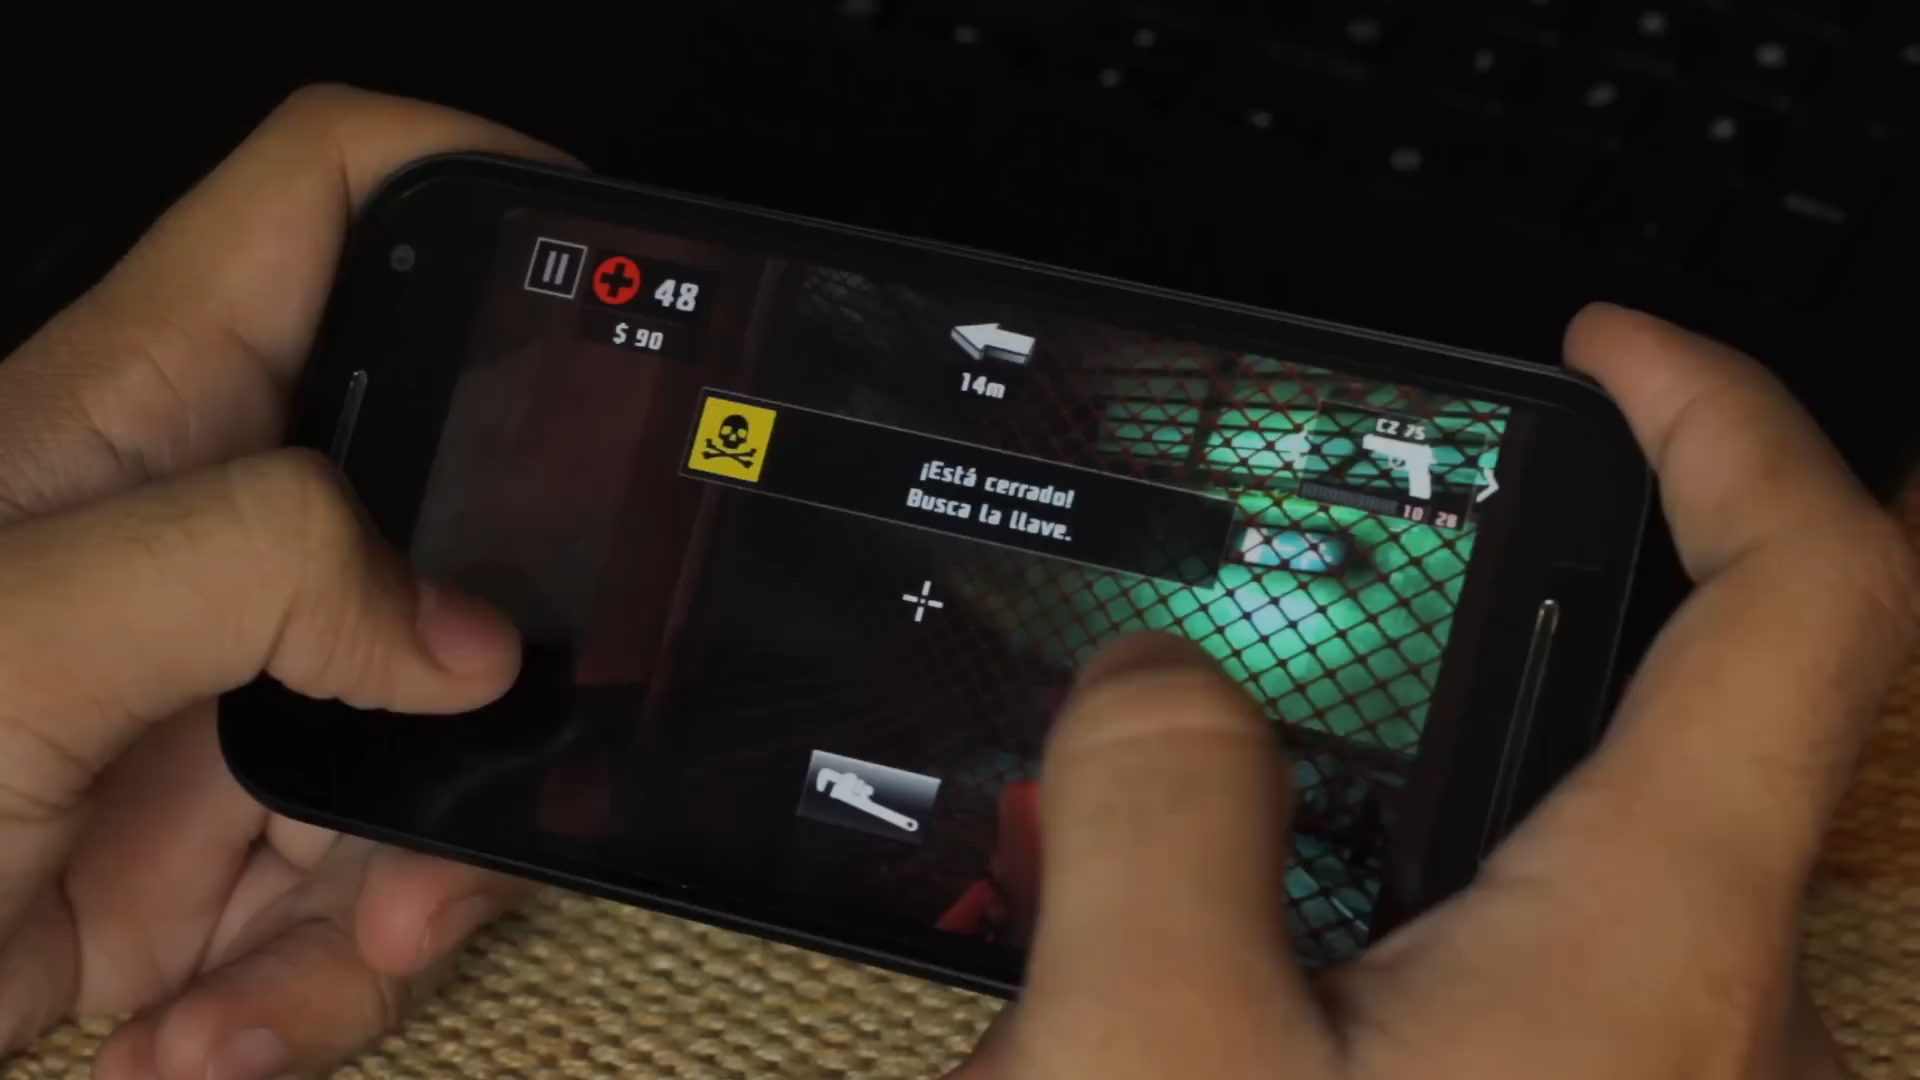 48
$ 90
14m
CZ 75
10 28
¡Está cerrado!
Busca la llave.